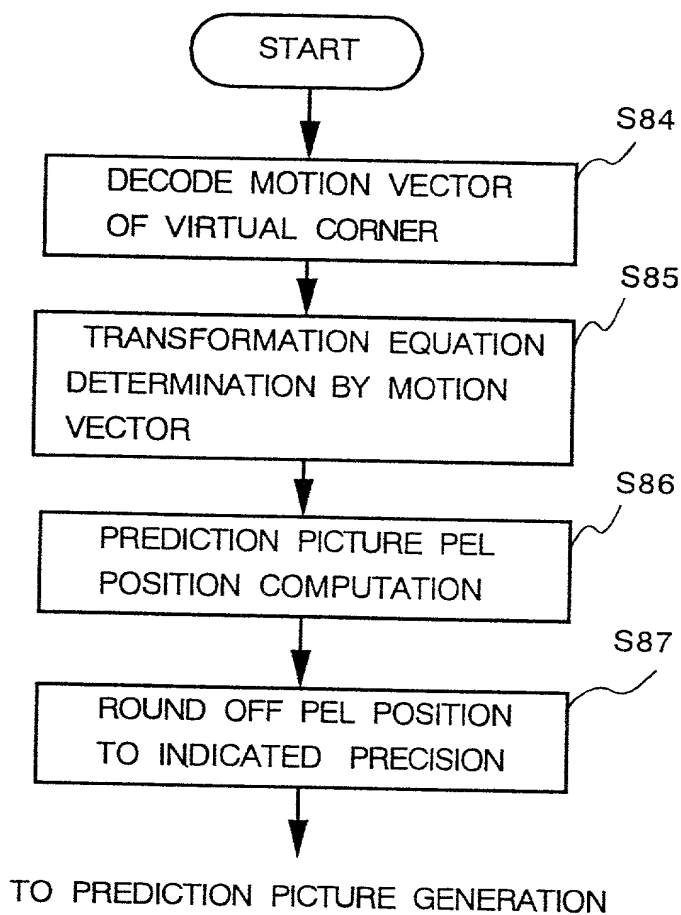 START
S84
DECODE MOTION VECTOR
OF VIRTUAL CORNER
S85
TRANSFORMATION EQUATION
DETERMINATION BY MOTION
VECTOR
S86
PREDICTION PICTURE PEL
POSITION COMPUTATION
S87
ROUND OFF PEL POSITION
TO INDICATED PRECISION
TO PREDICTION PICTURE GENERATION